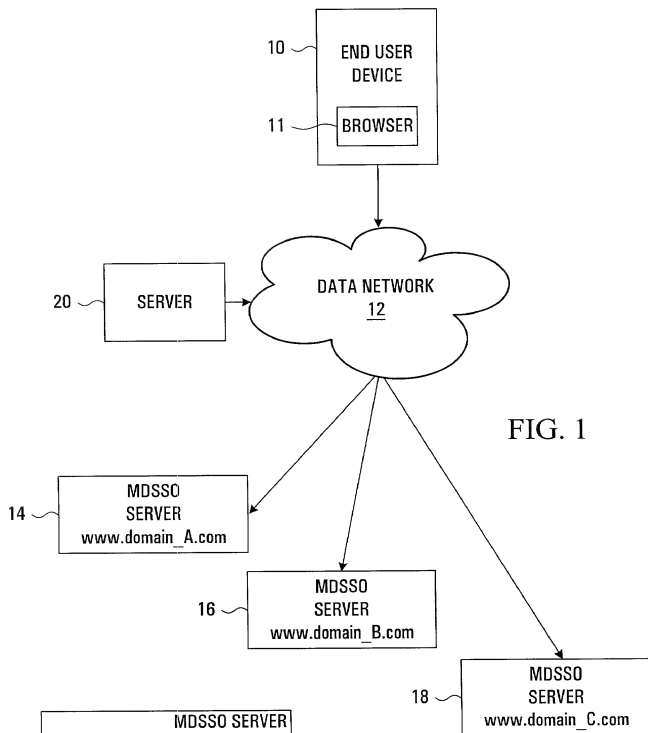 10
END USER
DEVICE
11
BROWSER
DATA NETWORK
12
20
SERVER
FIG. 1
14
MDSSO
SERVER
www.domain_A.com
16
MDSSO
SERVER
www.domain_B.com
18
MDSSO
SERVER
www.domain_C.com
MDSSO SERVER